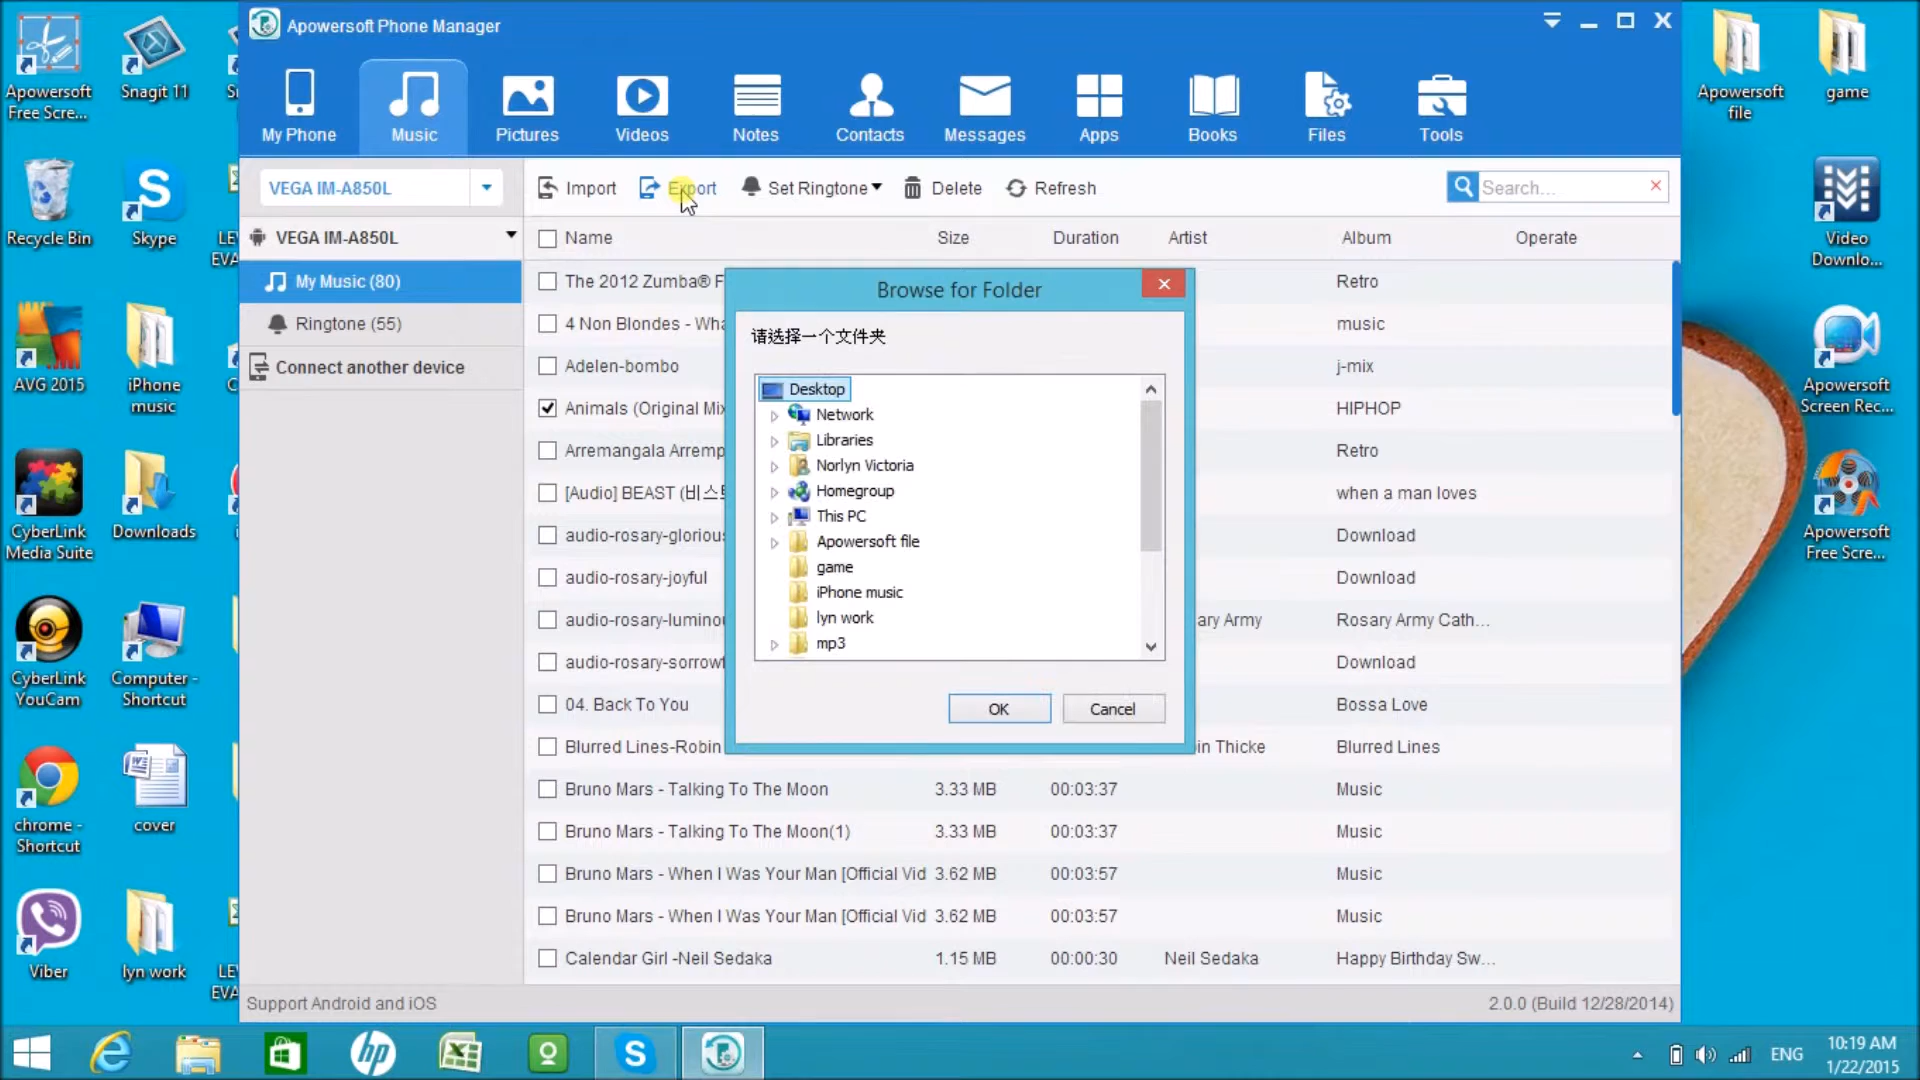 Apowersoft Phone Manager
My Phone
Music
Pictures
Videos
Notes
Contacts
Messages
Apps
Books
Files
Tools
VEGA IM-A850L
Import
Export
Set Ringtone
Delete
Refresh
Search...
VEGA IM-A850L
My Music (80)
Ringtone (55)
Connect another device
Name Size Duration Artist Album Operate
The 2012 Zumba® F Retro
4 Non Blondes - Wha music
Adelen-bombo j-mix
Animals (Original Mix HIPHOP
Arremangala Arremp Retro
[Audio] BEAST (비스 when a man loves
audio-rosary-glorious Download
audio-rosary-joyful Download
audio-rosary-lumino ary Army Rosary Army Cath...
audio-rosary-sorrowf Download
04. Back To You Bossa Love
Blurred Lines-Robin in Thicke Blurred Lines
Bruno Mars - Talking To The Moon 3.33 MB 00:03:37 Music
Bruno Mars - Talking To The Moon(1) 3.33 MB 00:03:37 Music
Bruno Mars - When I Was Your Man [Official Vid 3.62 MB 00:03:57 Music
Bruno Mars - When I Was Your Man [Official Vid 3.62 MB 00:03:57 Music
Calendar Girl -Neil Sedaka 1.15 MB 00:00:30 Neil Sedaka Happy Birthday Sw...
Browse for Folder
请选择一个文件夹
Desktop
Network
Libraries
Norlyn Victoria
Homegroup
This PC
Apowersoft file
game
iPhone music
lyn work
mp3
OK
Cancel
Support Android and iOS
2.0.0 (Build 12/28/2014)
Apowersoft
Free Scre...
Snagit 11
Recycle Bin
Skype
AVG 2015
iPhone
music
CyberLink
Media Suite
Downloads
CyberLink
YouCam
Computer -
Shortcut
chrome -
Shortcut
cover
Viber
lyn work
LE
EVA
LE
EVA
Apowersoft
file
game
Video
Downlo...
Apowersoft
Screen Rec...
Apowersoft
Free Scre...
hp
ENG
10:19 AM
1/22/2015